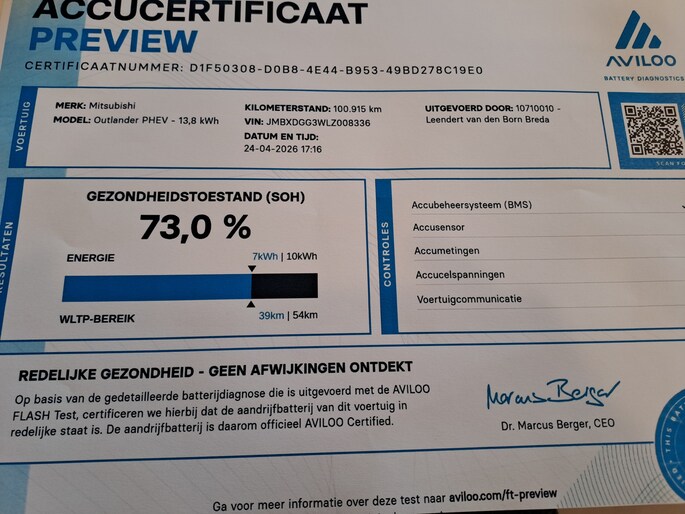 ACCUCERTIFICAAT
PREVIEW
CERTIFICAATNUMMER: D1F50308-D0B8-4E44-B953-49BD278C19E0
AVILOO
BATTERY DIAGNOSTICS
VOERTUIG
MERK: Mitsubishi
MODEL: Outlander PHEV - 13,8 kWh
KILOMETERSTAND: 100.915 km
VIN: JMBXDGG3WLZ008336
DATUM EN TIJD:
24-04-2026 17:16
UITGEVOERD DOOR: 10710010 -
Leendert van den Born Breda
SCAN FO
RESULTATEN
GEZONDHEIDSTOESTAND (SOH)
73,0 %
ENERGIE
7kWh | 10kWh
WLTP-BEREIK
39km | 54km
CONTROLES
Accubeheersysteem (BMS)
Accusensor
Accumetingen
Accucelspanningen
Voertuigcommunicatie
REDELIJKE GEZONDHEID - GEEN AFWIJKINGEN ONTDEKT
Op basis van de gedetailleerde batterijdiagnose die is uitgevoerd met de AVILOO
FLASH Test, certificeren we hierbij dat de aandrijfbatterij van dit voertuig in
redelijke staat is. De aandrijfbatterij is daarom officieel AVILOO Certified.
Marcus Berger
Dr. Marcus Berger, CEO
THIS BAT
Ga voor meer informatie over deze test naar aviloo.com/ft-preview